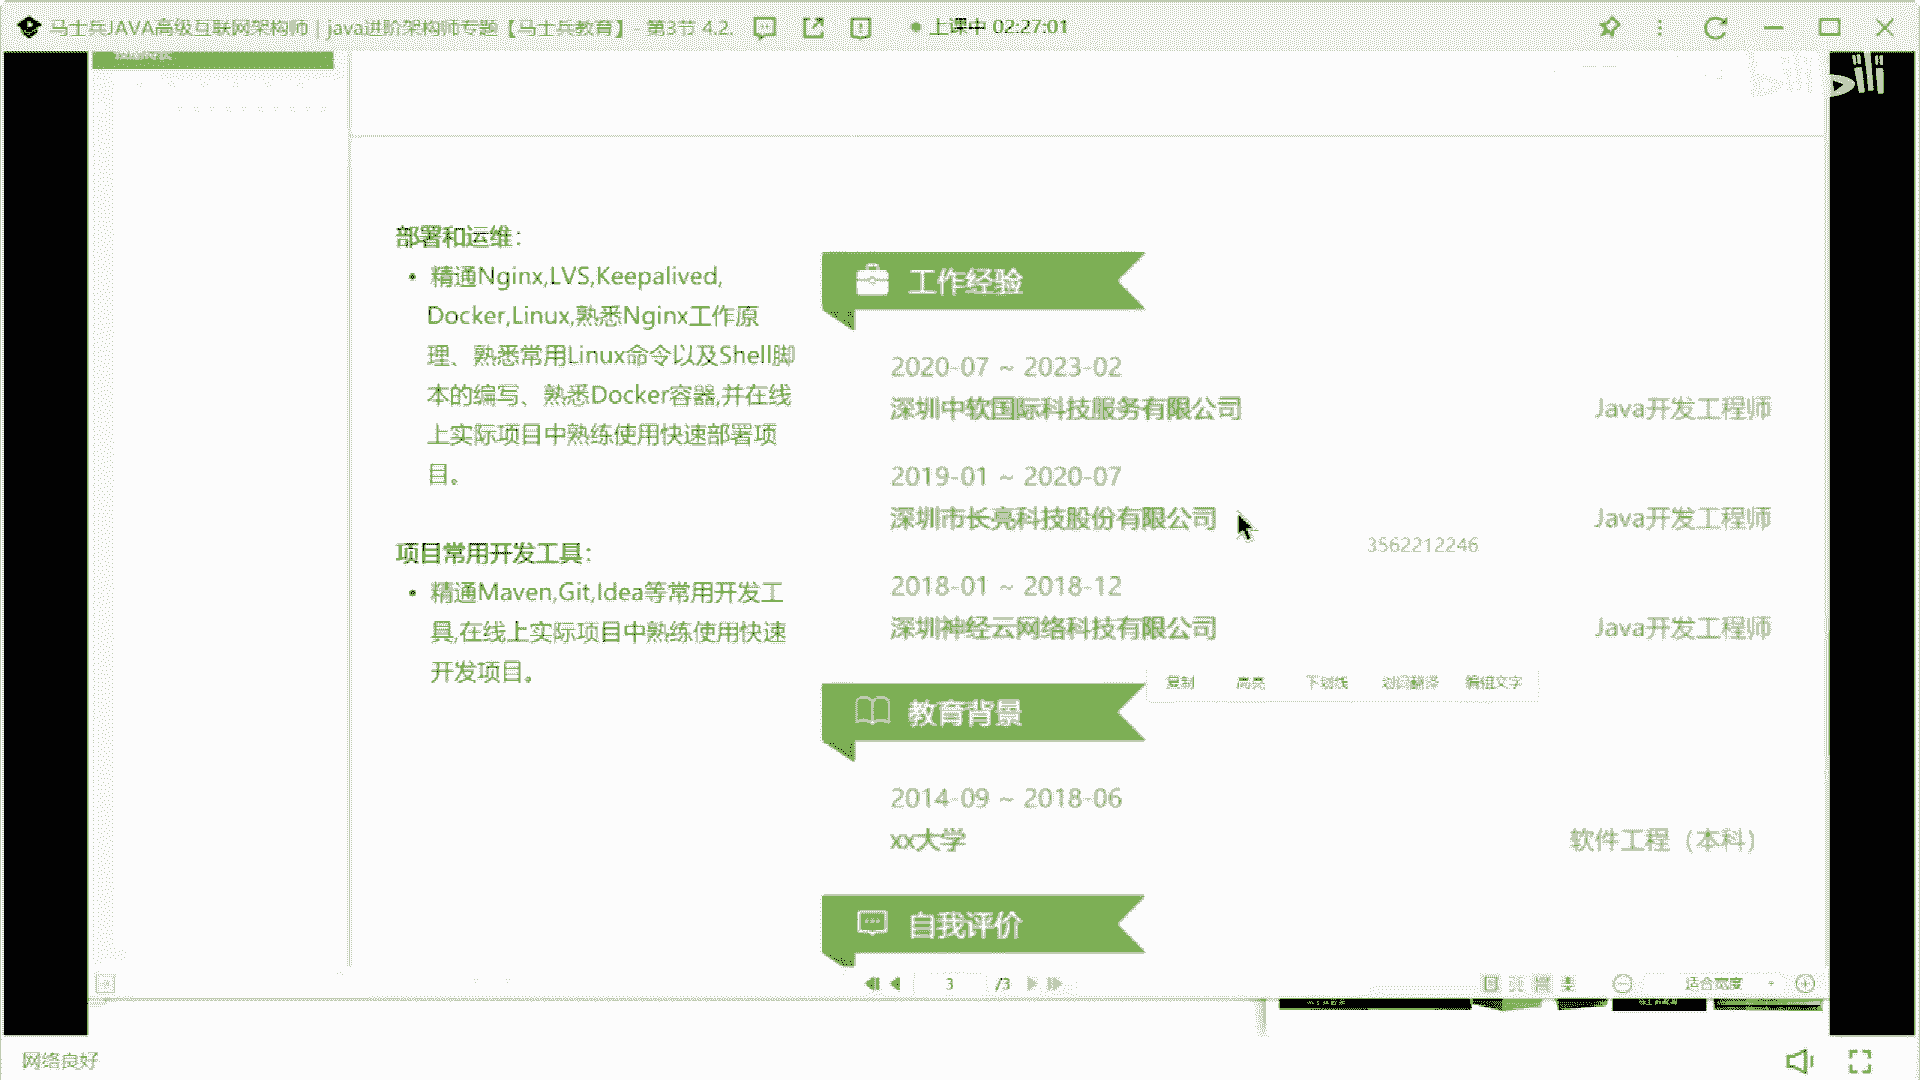 马士兵JAVA高级互联网架构师｜java进阶架构师专题【马士兵教育】- 第3节 4.2.
上课中 02:27:01
部署和运维：
• 精通Nginx,LVS,Keepalived,
Docker,Linux,熟悉Nginx工作原
理、熟悉常用Linux命令以及Shell脚
本的编写、熟悉Docker容器,并在线
上实际项目中熟练使用快速部署项
目。
项目常用开发工具：
• 精通Maven,Git,Idea等常用开发工
具,在线上实际项目中熟练使用快速
开发项目。
工作经验
2020-07 ~ 2023-02
深圳中软国际科技服务有限公司
Java开发工程师
2019-01 ~ 2020-07
深圳市长亮科技股份有限公司
Java开发工程师
3562212246
2018-01 ~ 2018-12
深圳神经云网络科技有限公司
Java开发工程师
复制 高亮 下划线 划词翻译 编辑文字
教育背景
2014-09 ~ 2018-06
xx大学
软件工程（本科）
自我评价
3 /3
适合宽度
网络良好